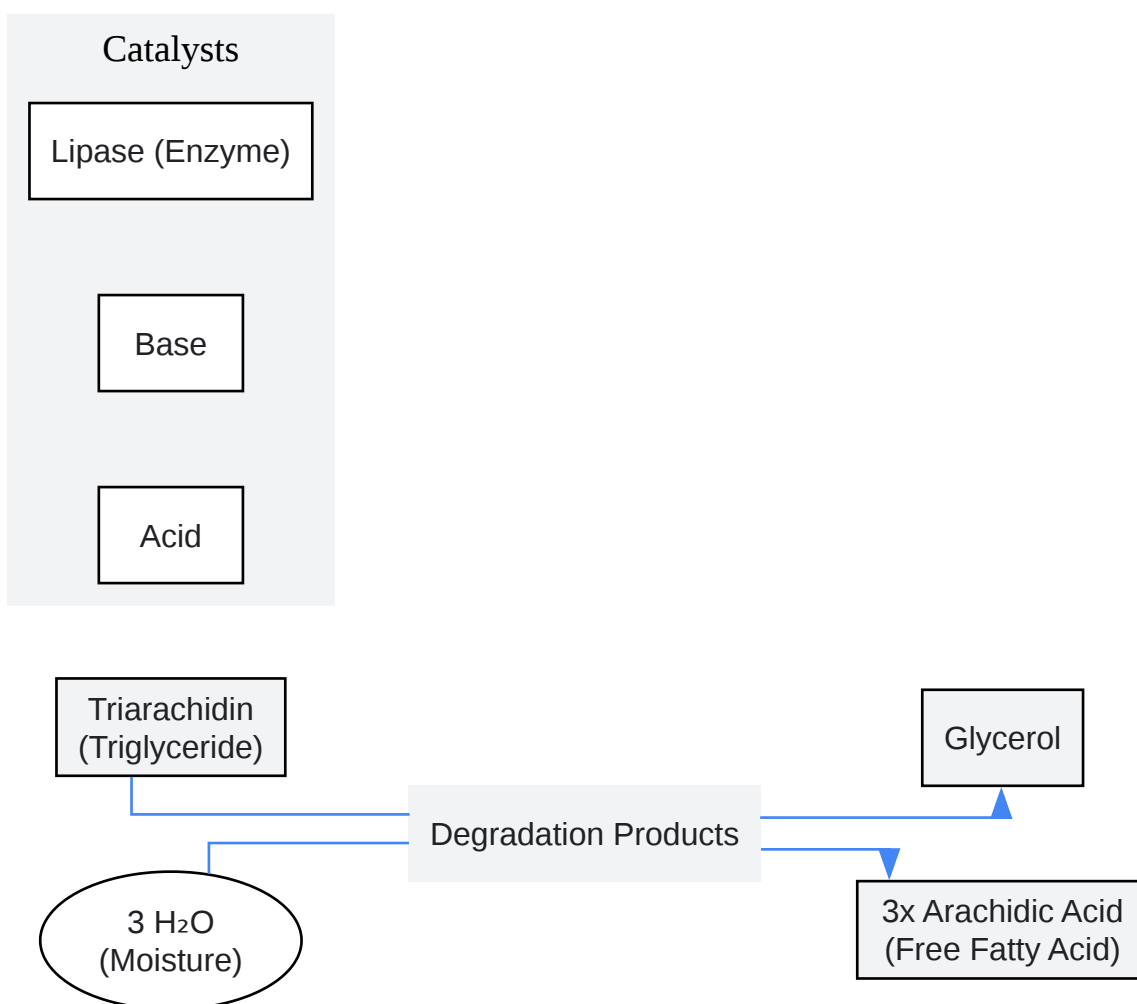 Catalysts
Lipase (Enzyme)
Base
Acid
Triarachidin
(Triglyceride)
Glycerol
Degradation Products
3 H₂O
(Moisture)
3x Arachidic Acid
(Free Fatty Acid)